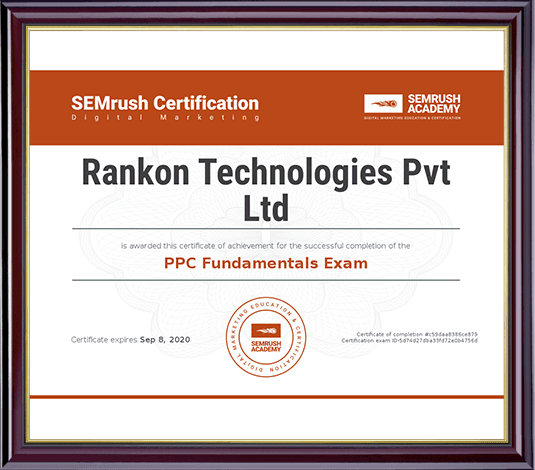 SEMrush Certification
Digital Marketing
SEMRUSH
ACADEMY
DIGITAL MARKETING EDUCATION & CERTIFICATION
Rankon Technologies Pvt
Ltd
is awarded this certificate of achievement for the successful completion of the
PPC Fundamentals Exam
Certificate expires Sep 8, 2020
DIGITAL MARKETING EDUCATION & CERTIFICATION
SEMRUSH
ACADEMY
Certificate of completion #c59daa8386ce879
Certification exam ID-5d74d27dba33fd72e0b4756d